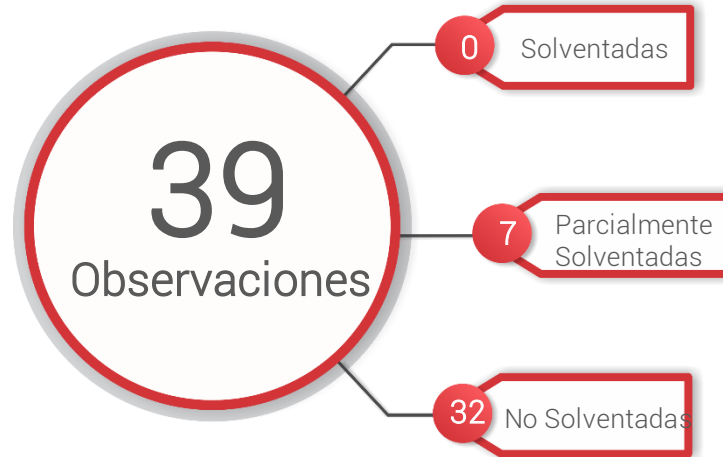 39
Observaciones
0
Solventadas
7
Parcialmente
Solventadas
32
No Solventadas